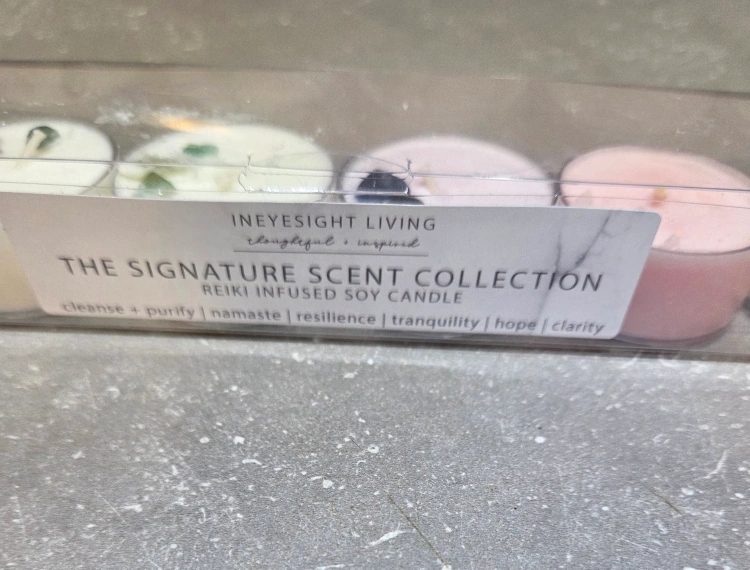 INEYESIGHT LIVING
thoughtful + inspired
THE SIGNATURE SCENT COLLECTION
REIKI INFUSED SOY CANDLE
cleanse + purify | namaste | resilience | tranquility | hope | clarity